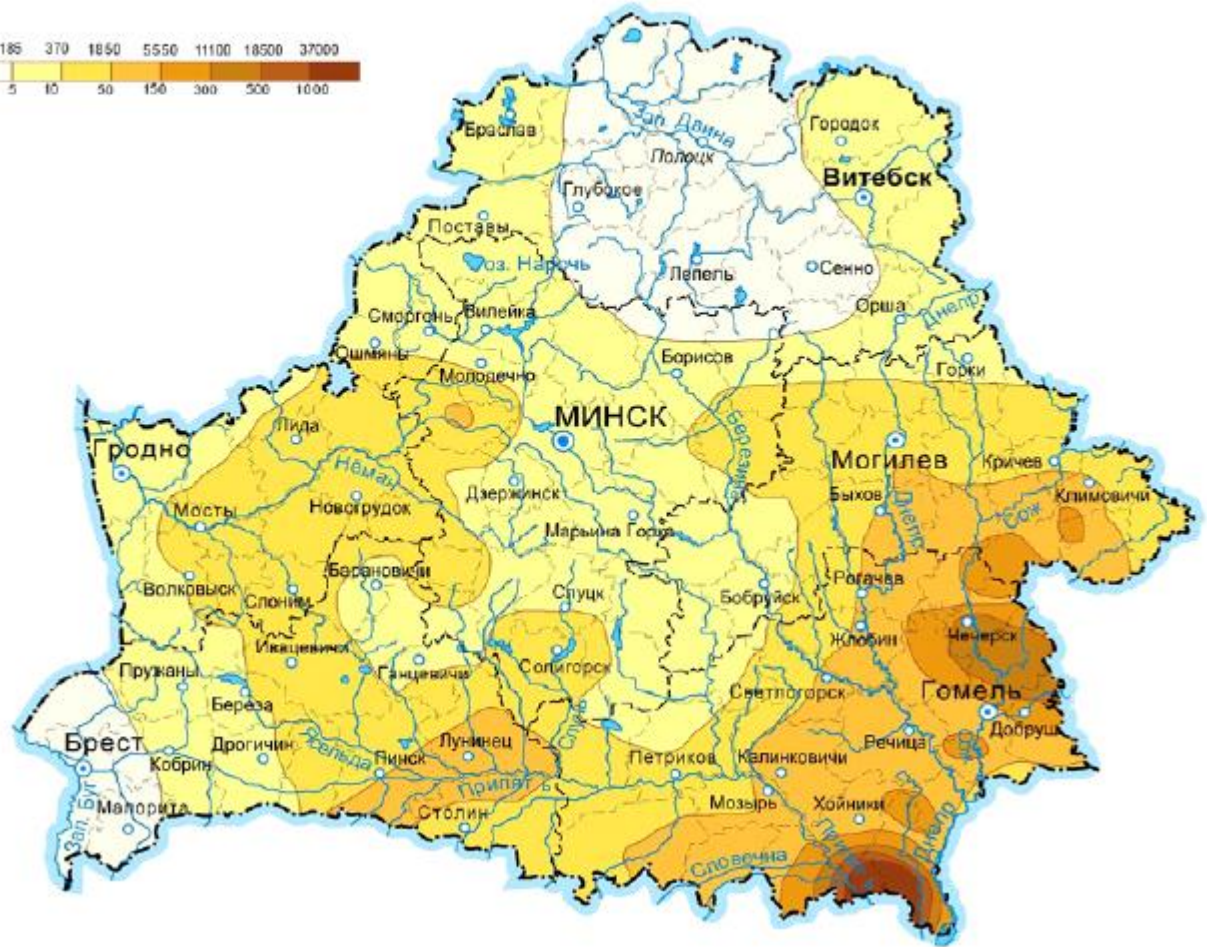 185 370 1850 5550 11100 18500 37000
5 10 50 150 300 500 1000
Браслав
Зап. Двина
Городок
Полоцк
Глубокое
Витебск
Поставы
оз. Нарочь
Лепель
Сенно
Сморгонь
Вилейка
Орша
Днепр
Ошмяны
Молодечно
Борисов
Горки
МИНСК
Березина
Лида
Гродно
Могилев
Кричев
Неман
Дзержинск
Быхов
Климовичи
Мосты
Новогрудок
Днепр
Сож
Марьина Горка
Барановичи
Рогачев
Волковыск
Слоним
Слуцк
Бобруйск
Жлобин
Чечерск
Ивацевичи
Солигорск
Пружаны
Ганцевичи
Светлогорск
Гомель
Береза
Случь
Добруш
Брест
Дрогичин
Ясельда
Лунинец
Речица
Кобрин
Пинск
Петриков
Калинковичи
Припять
Малорита
Столин
Мозырь
Хойники
Зап. Буг
Днепр
Словечна